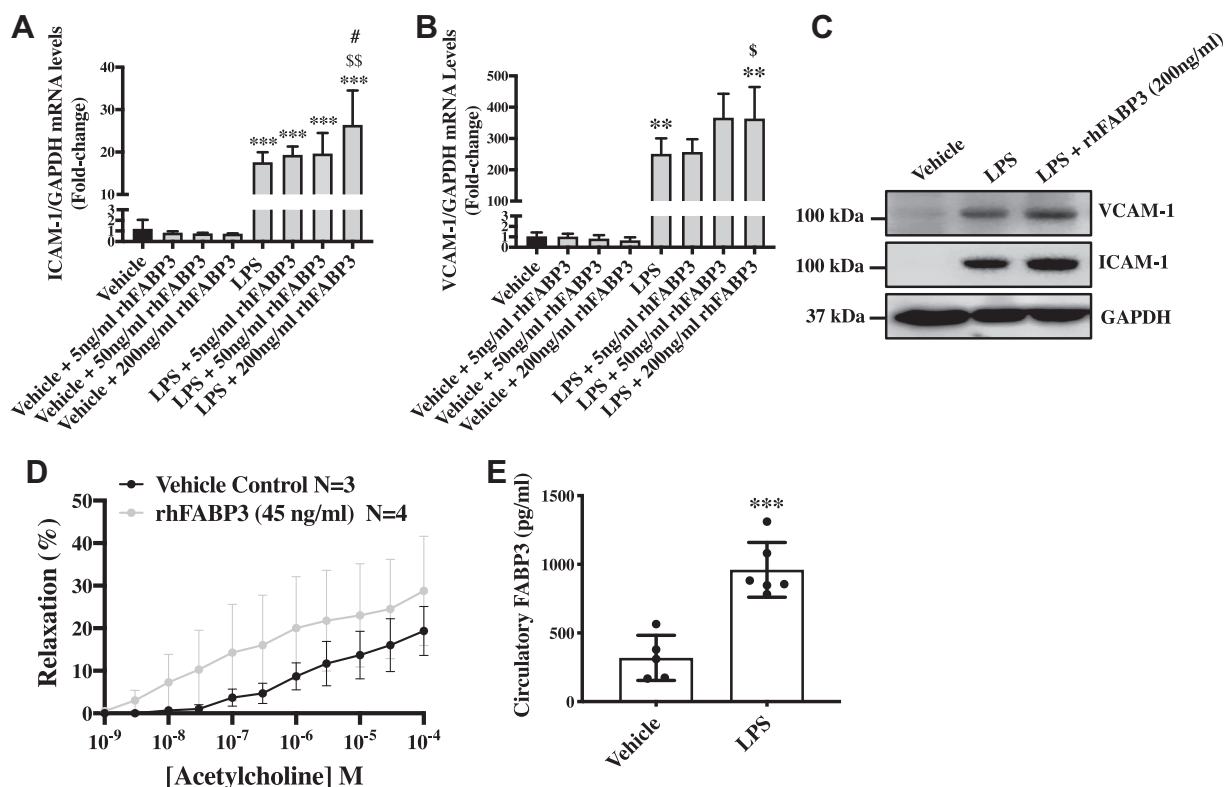 A
ICAM-1/GAPDH mRNA levels
(Fold-change)
40
30
20
10
2
1
0
***
***
***
#
$$
***
Vehicle
Vehicle + 5ng/ml rhFABP3
Vehicle + 50ng/ml rhFABP3
Vehicle + 200ng/ml rhFABP3
LPS
LPS + 5ng/ml rhFABP3
LPS + 50ng/ml rhFABP3
LPS + 200ng/ml rhFABP3
B
VCAM-1/GAPDH mRNA Levels
(Fold-change)
500
400
300
200
100
2
1
0
**
$
**
Vehicle
Vehicle + 5ng/ml rhFABP3
Vehicle + 50ng/ml rhFABP3
Vehicle + 200ng/ml rhFABP3
LPS
LPS + 5ng/ml rhFABP3
LPS + 50ng/ml rhFABP3
LPS + 200ng/ml rhFABP3
C
Vehicle
LPS
LPS + rhFABP3 (200ng/ml)
100 kDa
VCAM-1
100 kDa
ICAM-1
37 kDa
GAPDH
D
Vehicle Control N=3
rhFABP3 (45 ng/ml) N=4
Relaxation (%)
50
40
30
20
10
0
10⁻⁹
10⁻⁸
10⁻⁷
10⁻⁶
10⁻⁵
10⁻⁴
[Acetylcholine] M
E
Circulatory FABP3 (pg/ml)
1500
1000
500
0
***
Vehicle
LPS